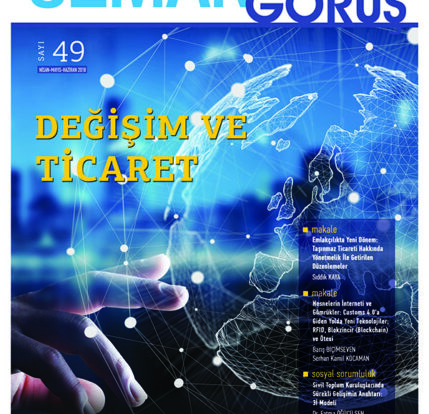 UZMAN
GÖRÜŞ
SAYI
49
NİSAN-MAYIS-HAZİRAN 2018
DEĞİŞİM VE
TİCARET
makale
Emlakçılıkta Yeni Dönem:
Taşınmaz Ticareti Hakkında
Yönetmelik İle Getirilen
Düzenlemeler
Sıddık KAYA
makale
Nesnelerin İnterneti ve
Gümrükler: Customs 4.0'a
Giden Yolda Yeni Teknolojiler;
RFID, Blokzincir (Blockchain)
ve Ötesi
Barış BİÇİMSEVEN
Serhan Kamil KOCAMAN
sosyal sorumluluk
Sivil Toplum Kuruluşlarında
Sürekli Gelişimin Anahtarı:
3İ Modeli